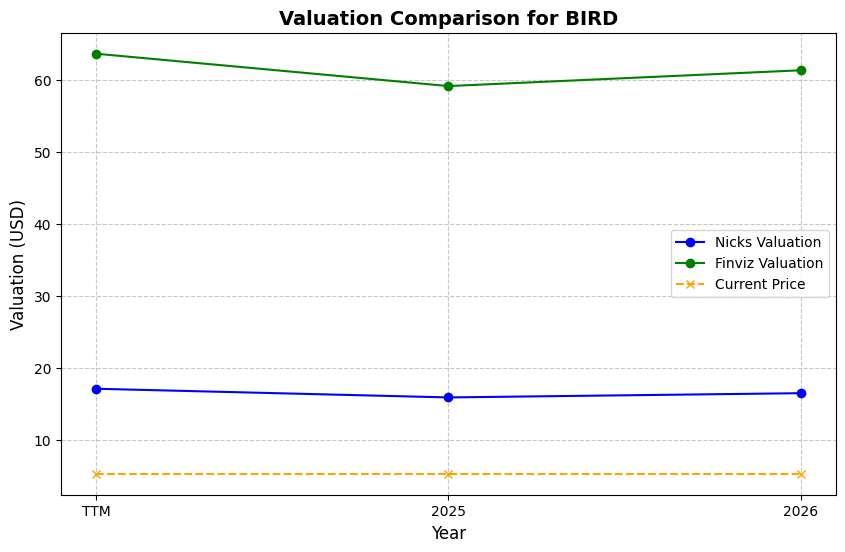 Valuation Comparison for BIRD
Valuation (USD)
60
50
40
30
20
10
Nicks Valuation
Finviz Valuation
Current Price
TTM
2025
2026
Year